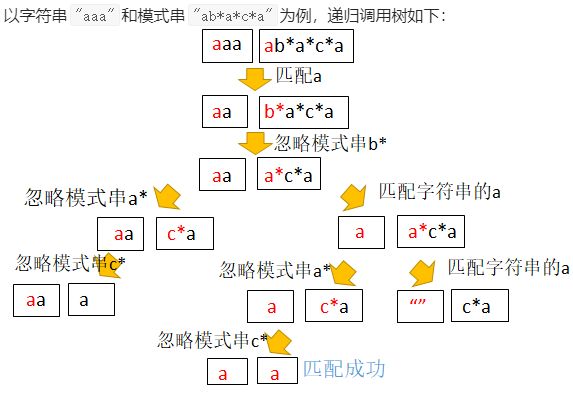 以字符串 "aaa" 和模式串 "ab*a*c*a" 为例，递归调用树如下：
aaa ab*a*c*a
匹配a
aa b*a*c*a
忽略模式串b*
aa a*c*a
忽略模式串a* 匹配字符串的a
aa c*a a a*c*a
忽略模式串c* 忽略模式串a* 匹配字符串的a
aa a a c*a “” c*a
忽略模式串c*
a a 匹配成功